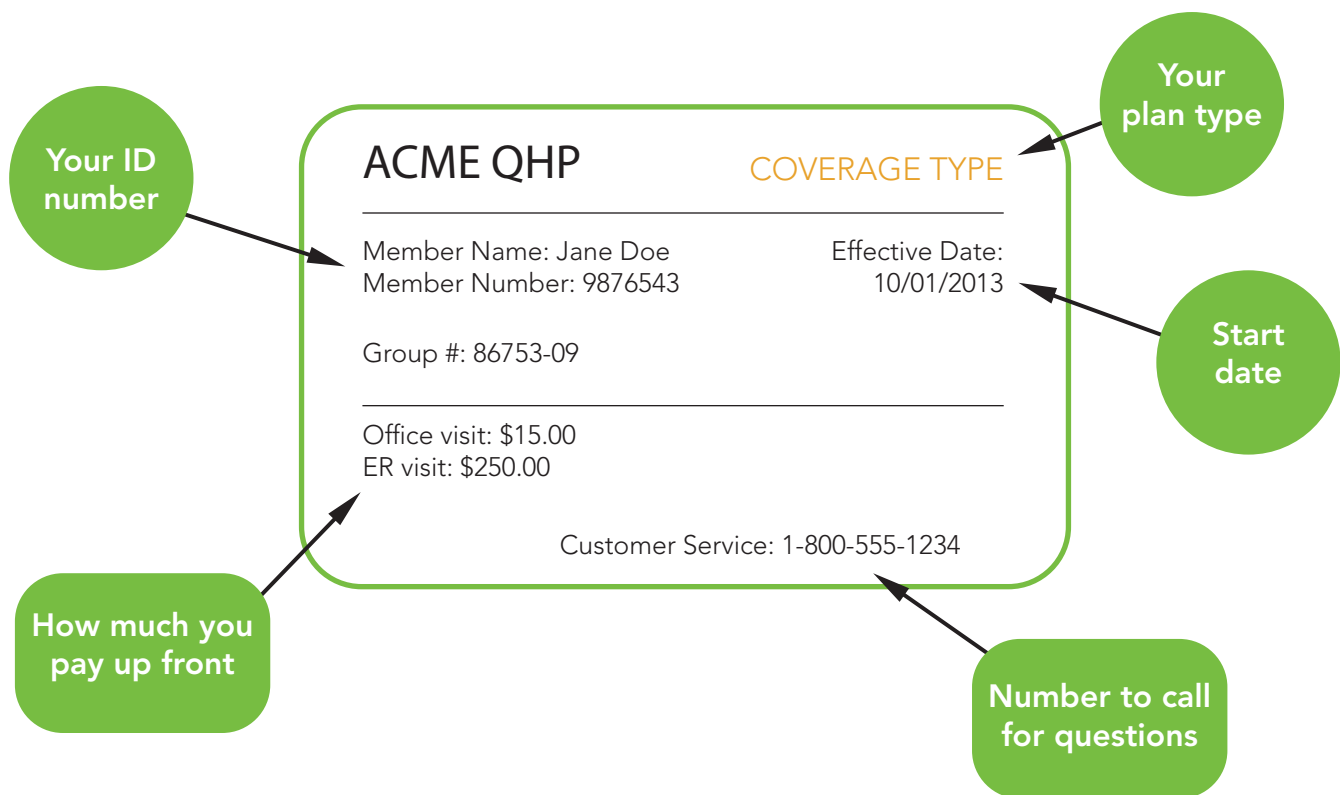 Your
plan type
Your ID
number
ACME QHP
COVERAGE TYPE
Member Name: Jane Doe
Member Number: 9876543
Effective Date:
10/01/2013
Start
date
Group #: 86753-09
Office visit: $15.00
ER visit: $250.00
Customer Service: 1-800-555-1234
How much you
pay up front
Number to call
for questions